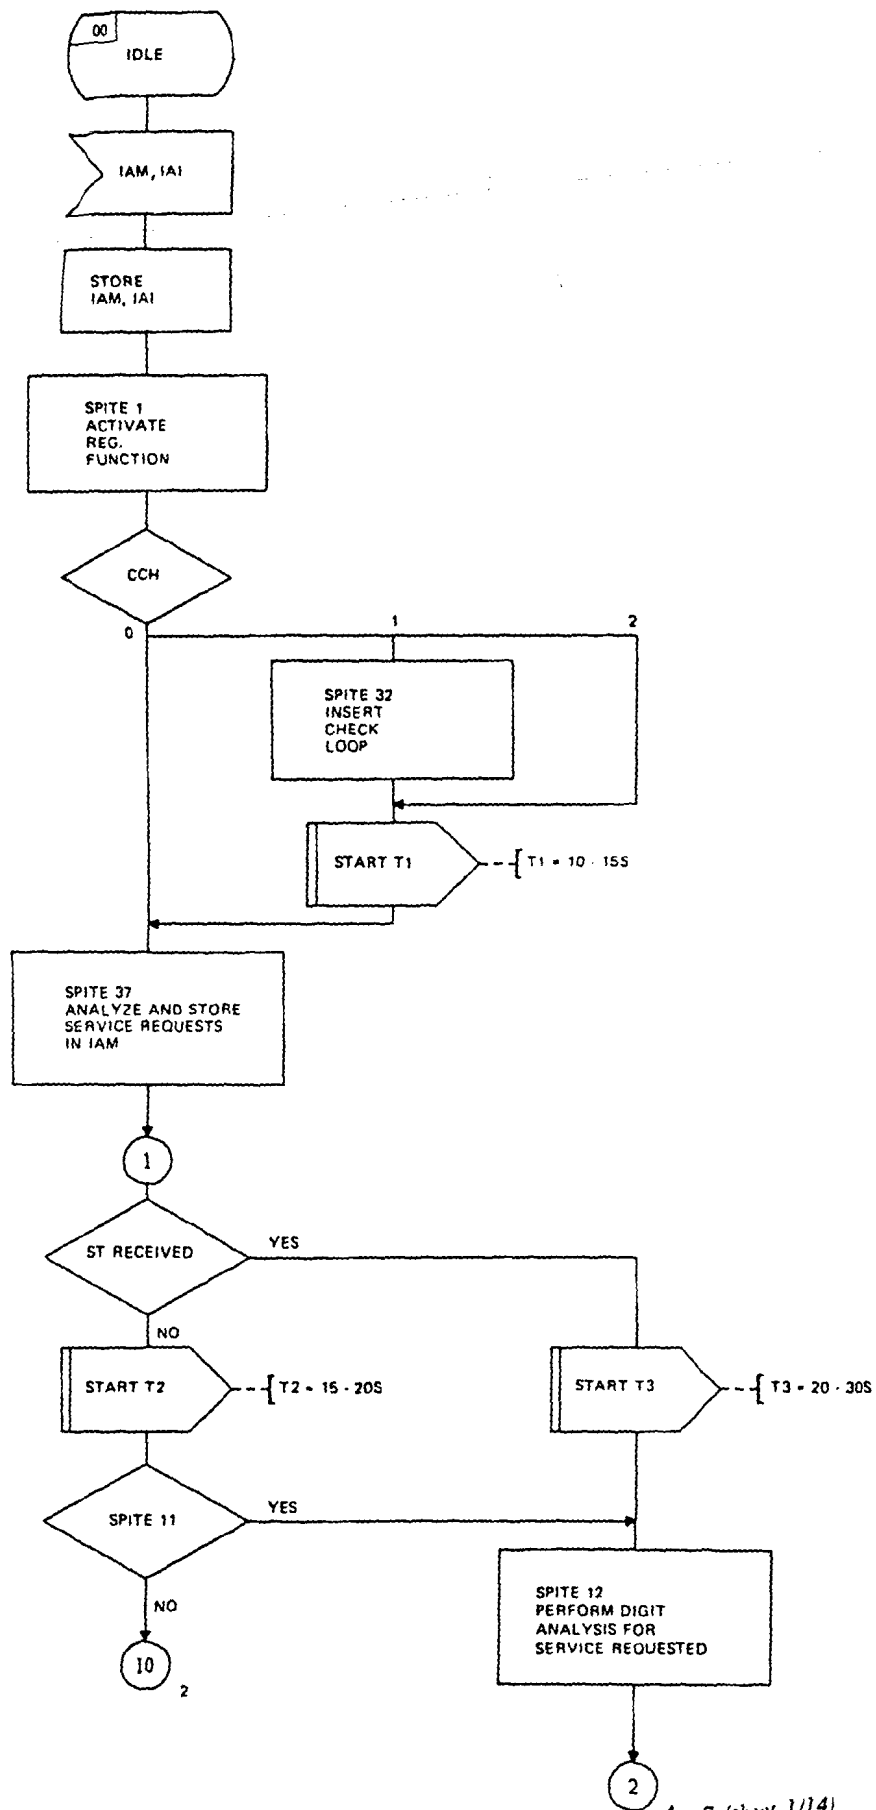 00
IDLE
IAM, IAI
STORE
IAM, IAI
SPITE 1
ACTIVATE
REG.
FUNCTION
CCH
0
1
2
SPITE 32
INSERT
CHECK
LOOP
START T1
T1 = 10 - 15S
SPITE 37
ANALYZE AND STORE
SERVICE REQUESTS
IN IAM
1
ST RECEIVED
YES
NO
START T2
T2 = 15 - 20S
START T3
T3 = 20 - 30S
SPITE 11
YES
NO
10
2
SPITE 12
PERFORM DIGIT
ANALYSIS FOR
SERVICE REQUESTED
2
(sheet 1/14)